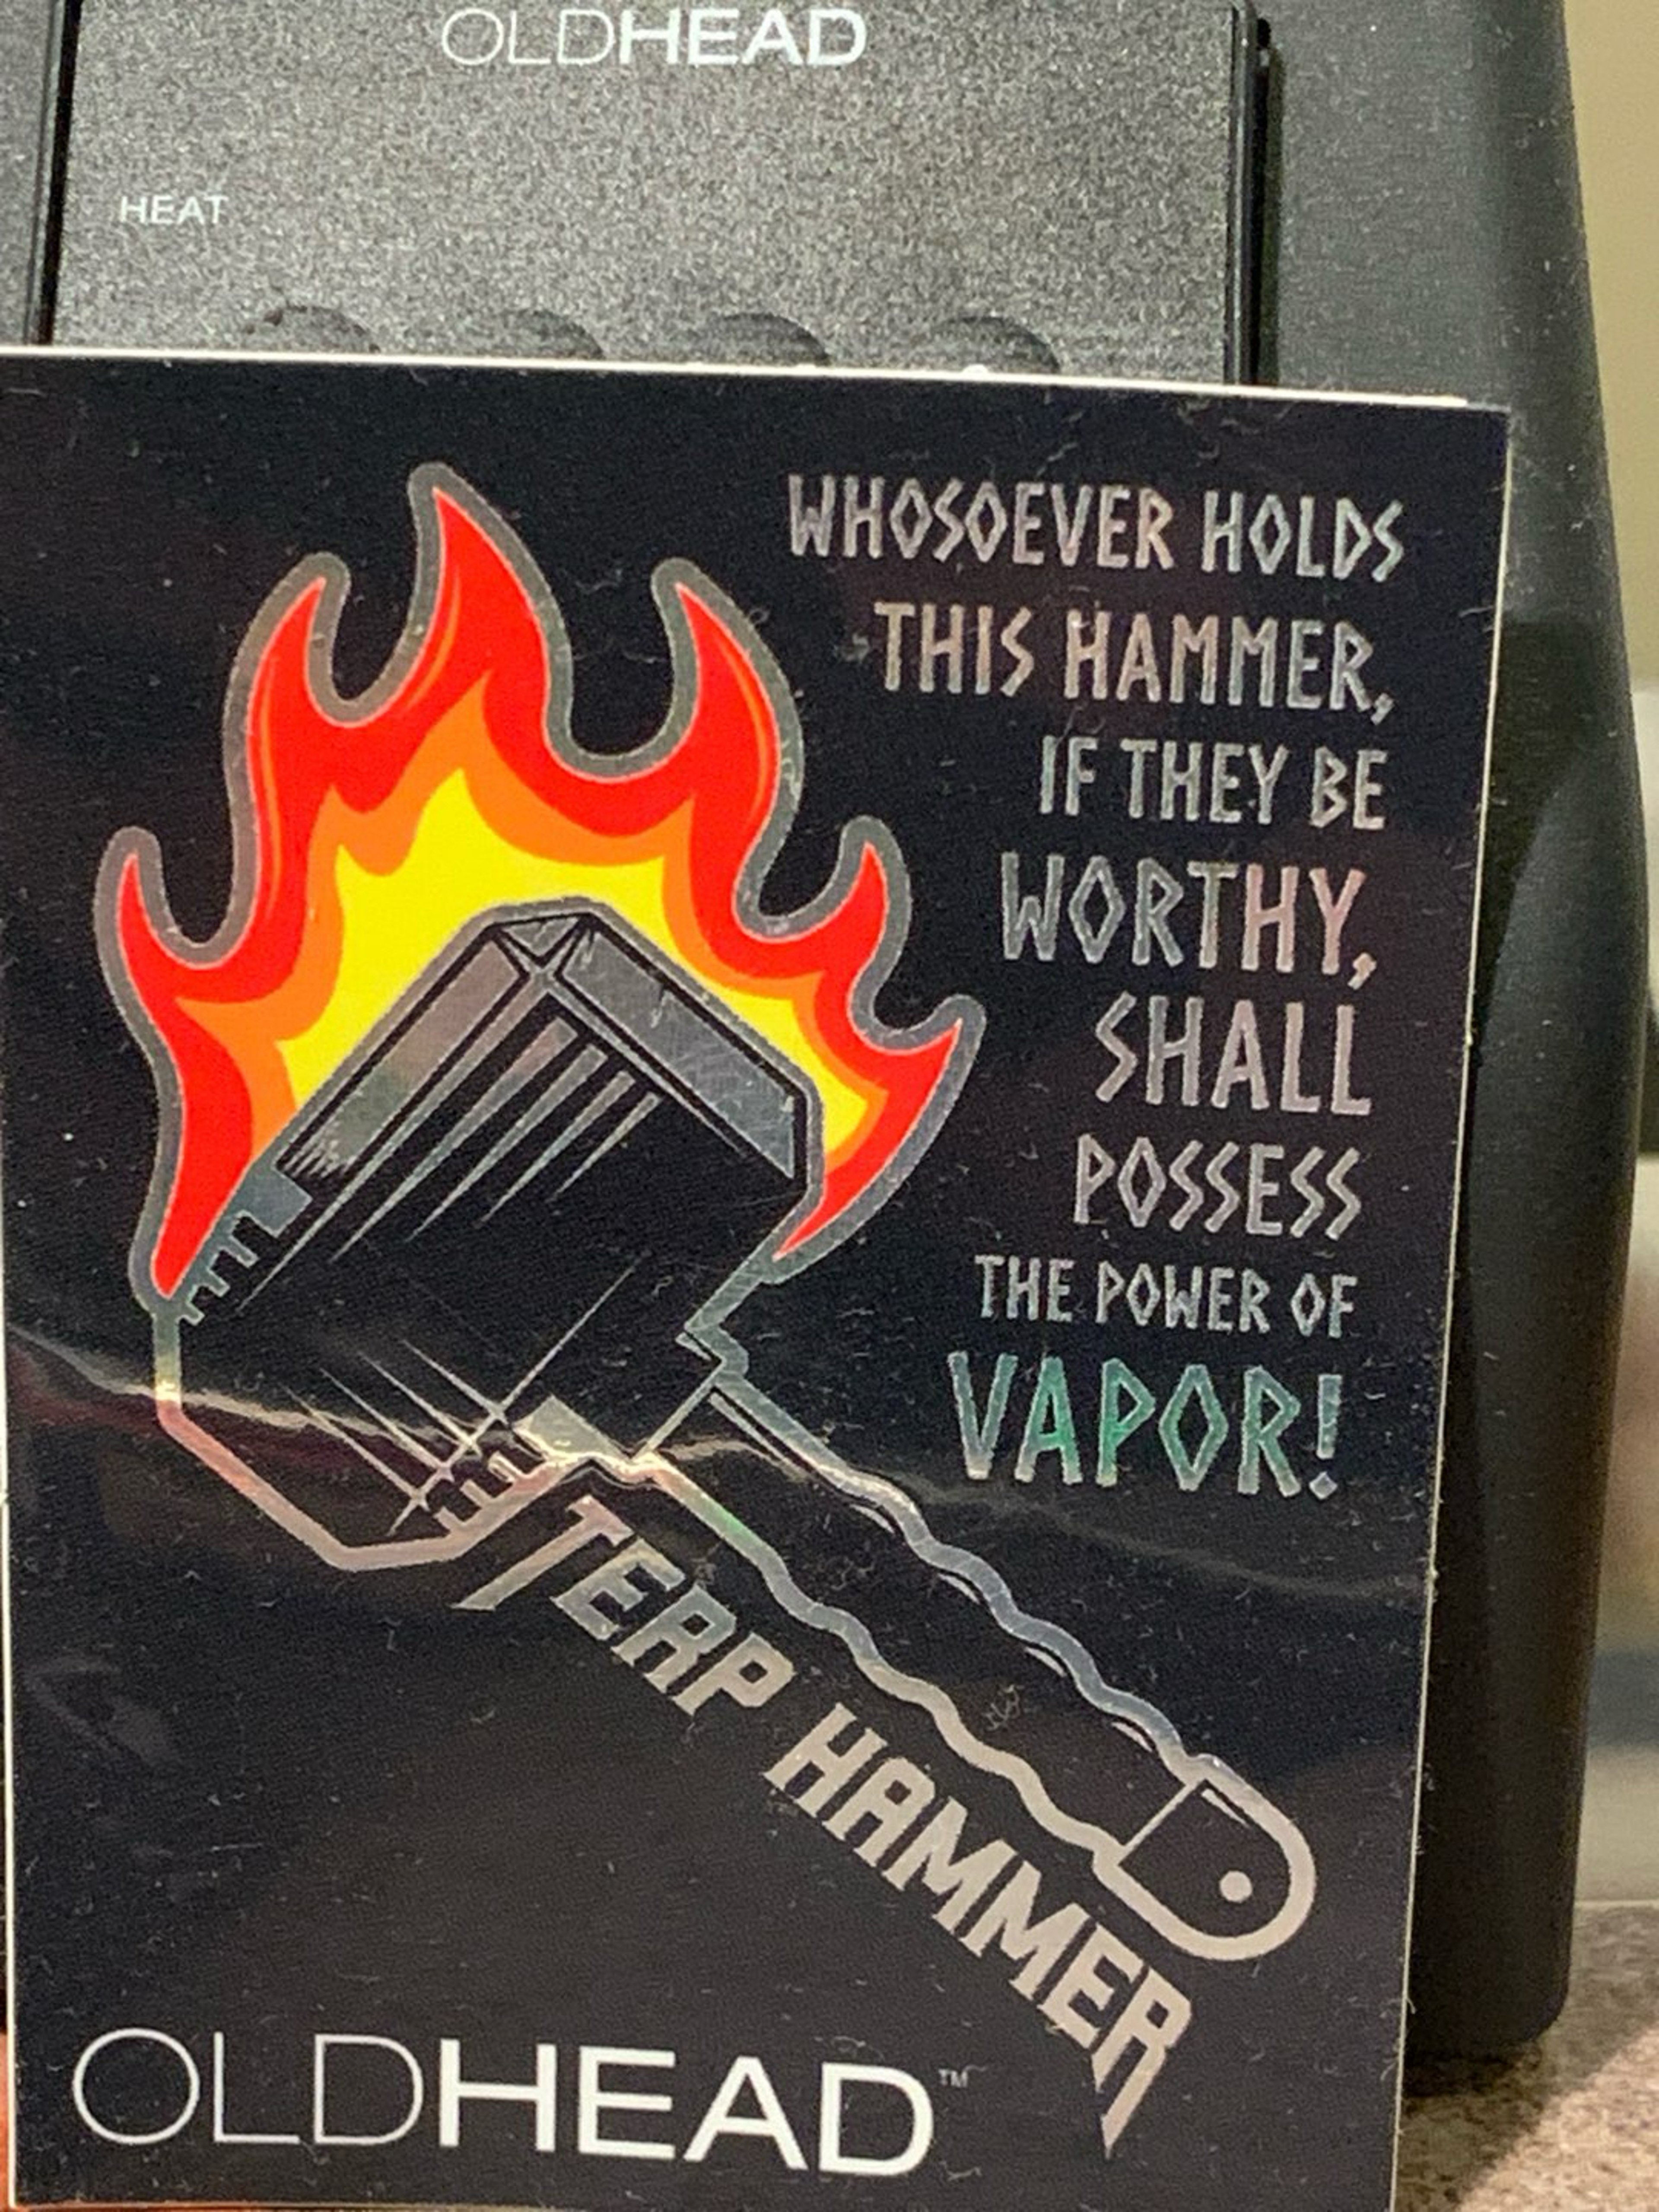 OLDHEAD
HEAT
WHOSOEVER HOLDS
THIS HAMMER,
IF THEY BE
WORTHY,
SHALL
POSSESS
THE POWER OF
VAPOR!
TERP HAMMER
OLDHEAD™